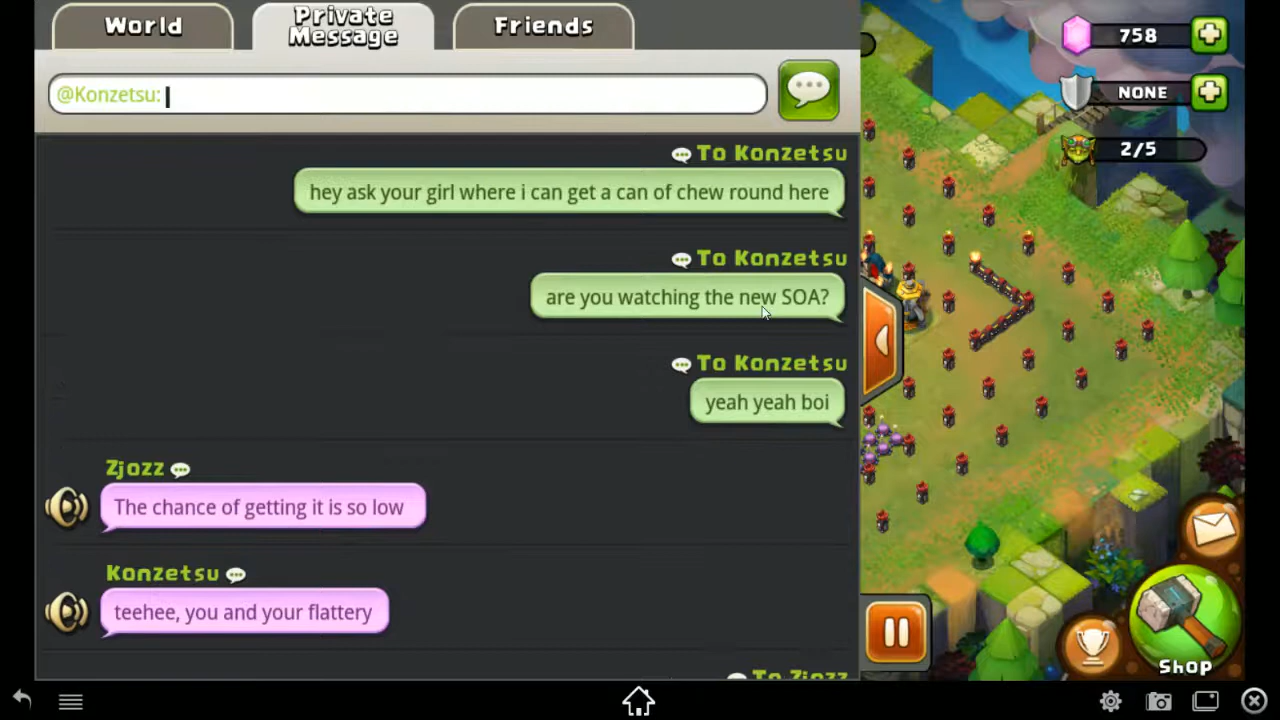 World
Private
Message
Friends
758
@Konzetsu:
NONE
2/5
To Konzetsu
hey ask your girl where i can get a can of chew round here
To Konzetsu
are you watching the new SOA?
To Konzetsu
yeah yeah boi
Zjozz
The chance of getting it is so low
Konzetsu
teehee, you and your flattery
To Zjozz
Shop